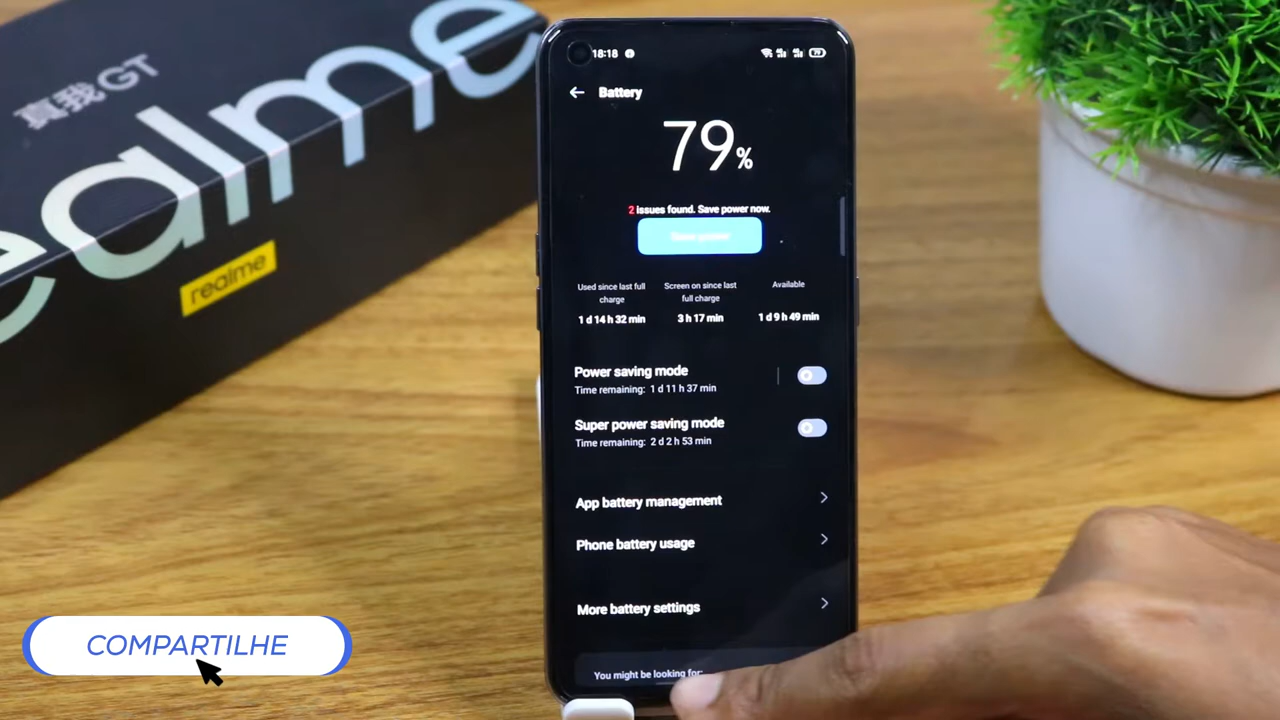 真我GT
realme
realme
18:18
79
Battery
79%
2 issues found. Save power now.
Used since last full
charge
1 d 14 h 32 min
Screen on since last
full charge
3 h 17 min
Available
1 d 9 h 49 min
Power saving mode
Time remaining: 1 d 11 h 37 min
Super power saving mode
Time remaining: 2 d 2 h 53 min
App battery management
Phone battery usage
More battery settings
You might be looking for:
COMPARTILHE